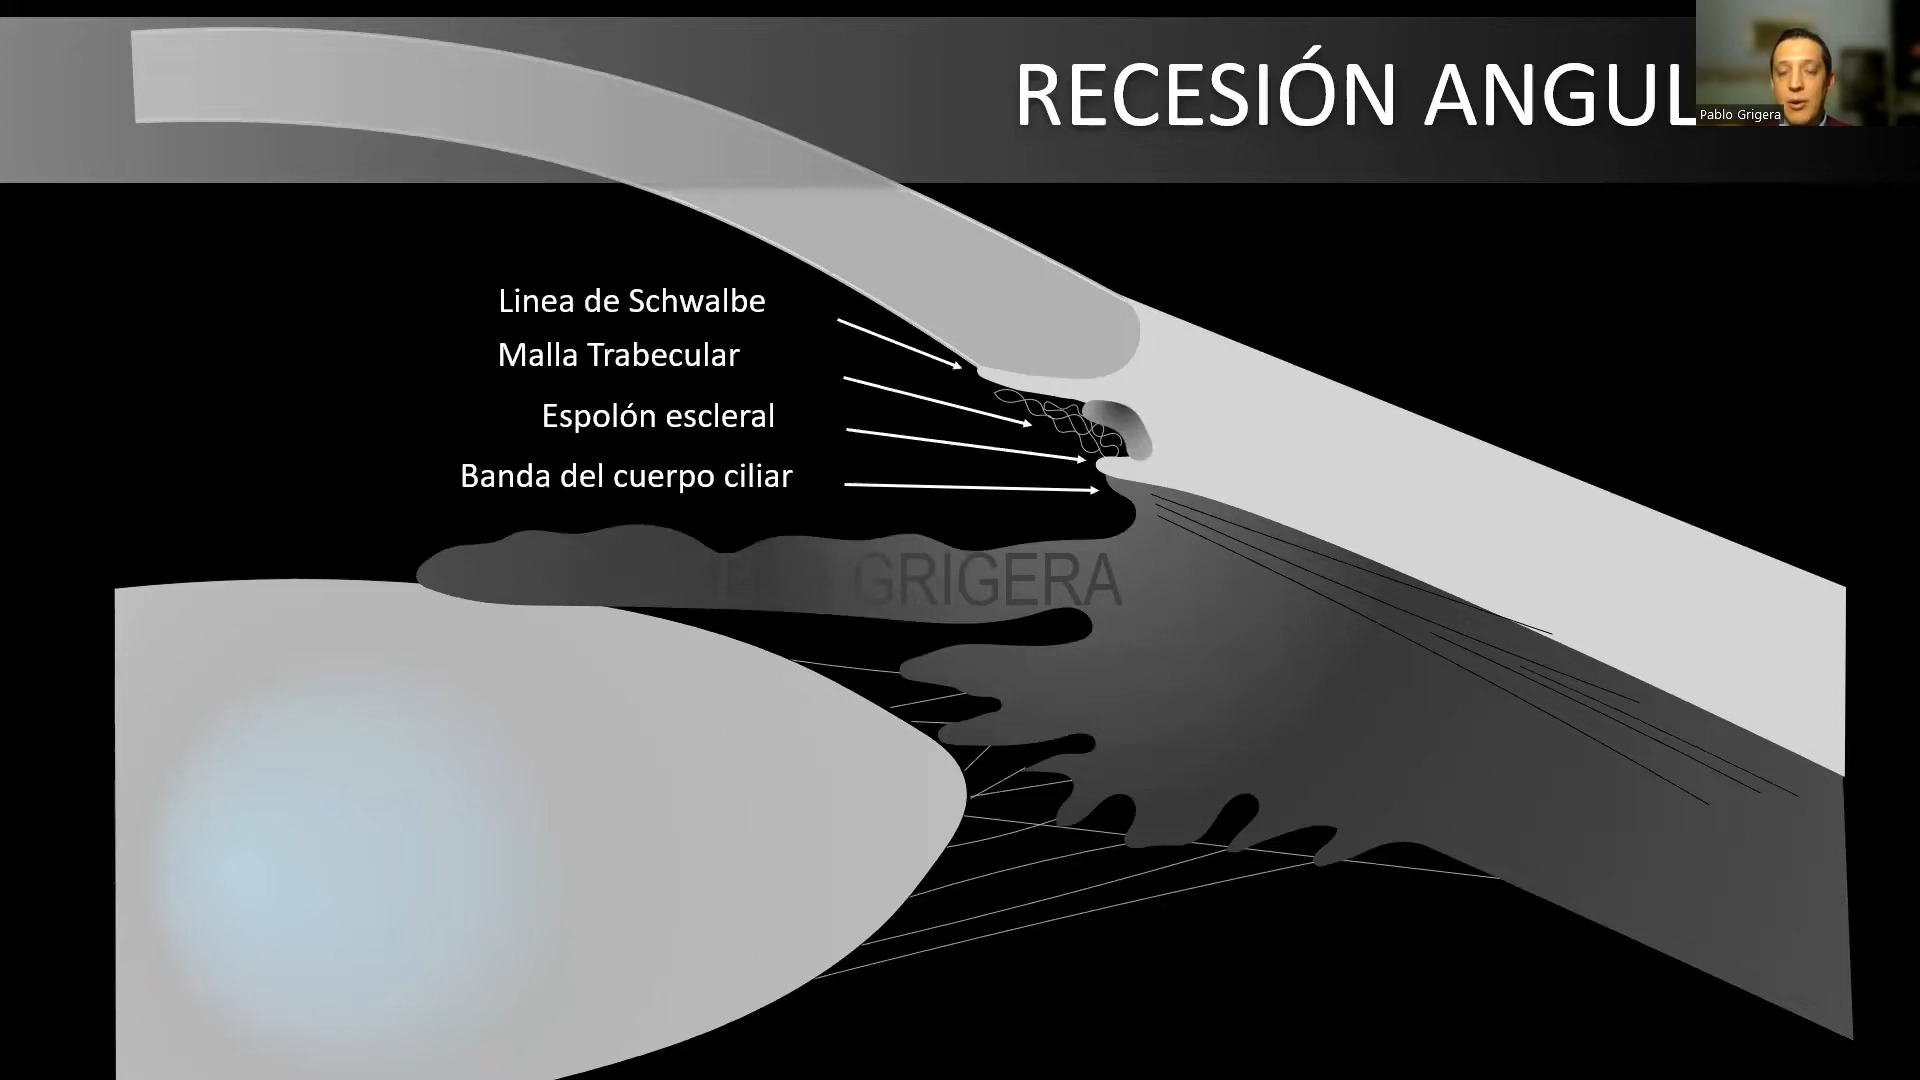 RECESIÓN ANGUL
Pablo Grigera
Linea de Schwalbe
Malla Trabecular
Espolón escleral
Banda del cuerpo ciliar
GRIGERA